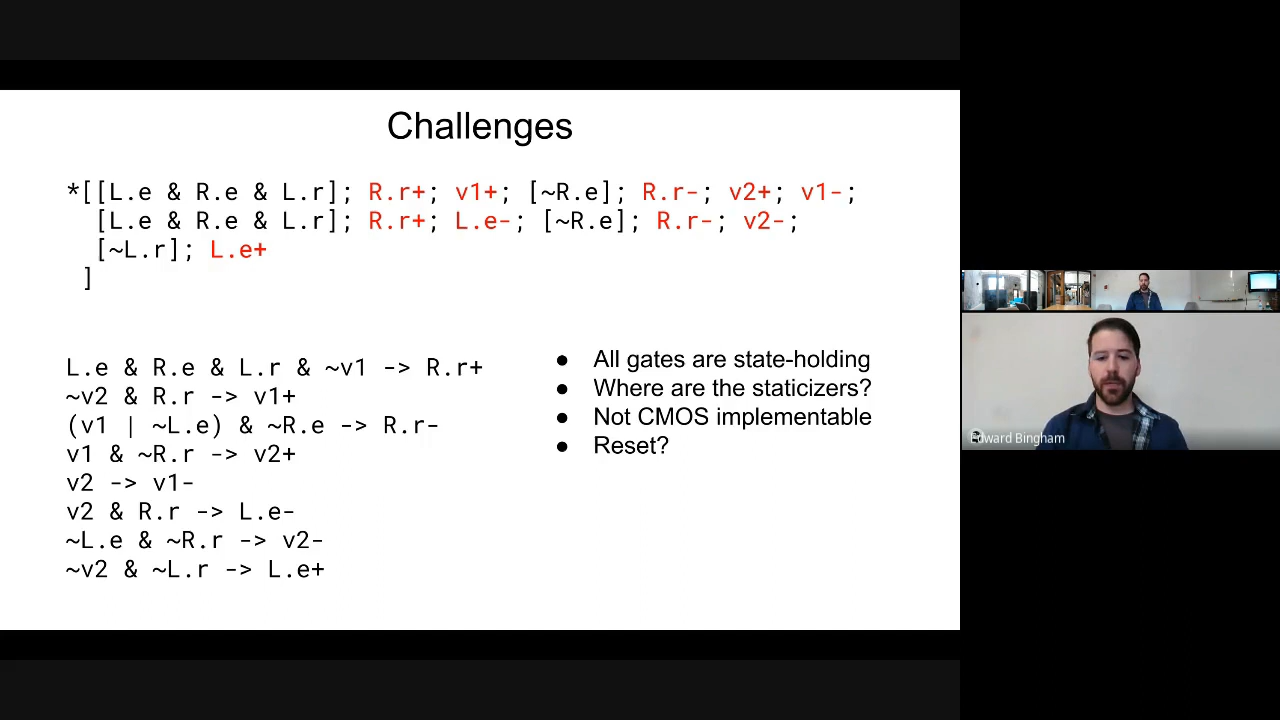 Challenges
*[[L.e & R.e & L.r]; R.r+; v1+; [~R.e]; R.r-; v2+; v1-;
[L.e & R.e & L.r]; R.r+; L.e-; [~R.e]; R.r-; v2-;
[~L.r]; L.e+
]
L.e & R.e & L.r & ~v1 -> R.r+
~v2 & R.r -> v1+
(v1 | ~L.e) & ~R.e -> R.r-
v1 & ~R.r -> v2+
v2 -> v1-
v2 & R.r -> L.e-
~L.e & ~R.r -> v2-
~v2 & ~L.r -> L.e+
● All gates are state-holding
● Where are the staticizers?
● Not CMOS implementable
● Reset?
Edward Bingham